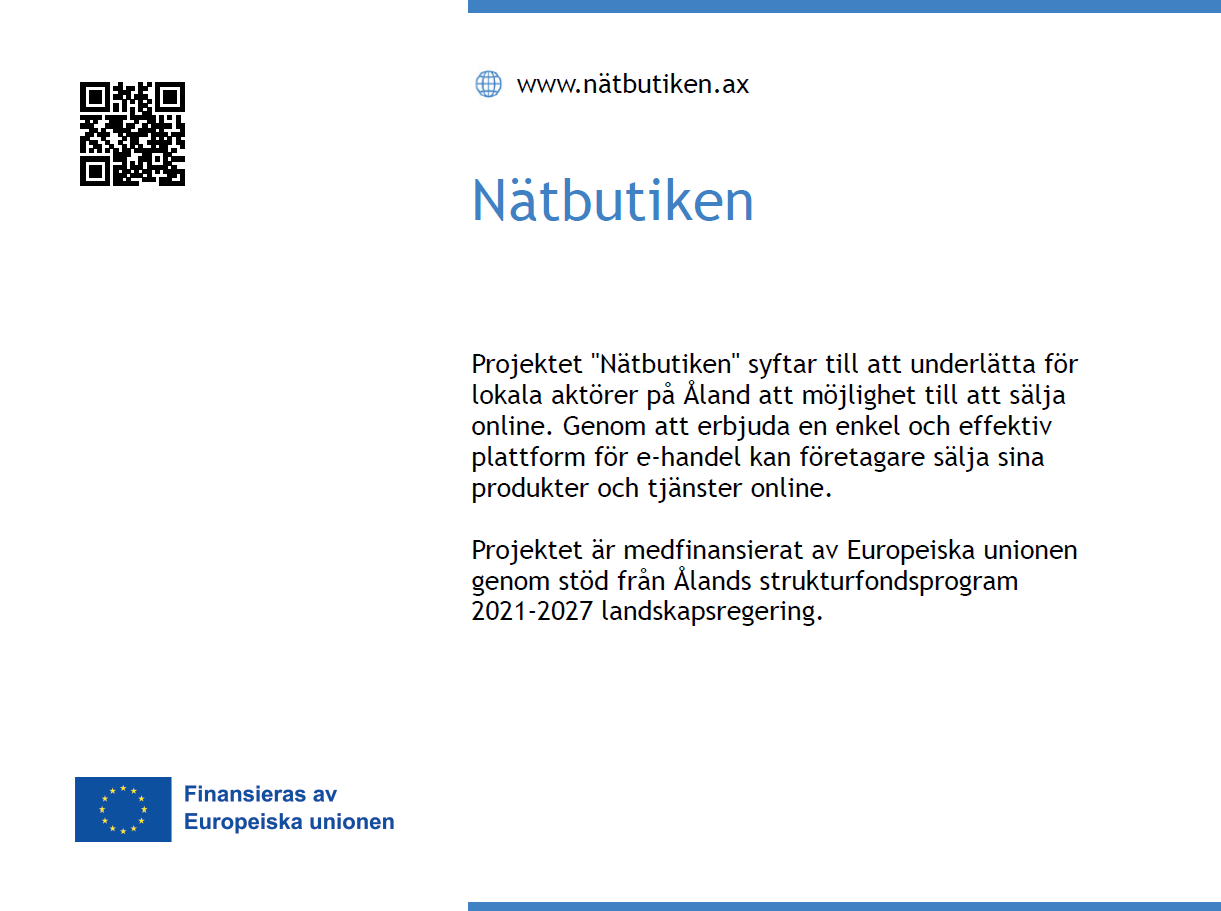 www.nätbutiken.ax
Nätbutiken
Projektet "Nätbutiken" syftar till att underlätta för
lokala aktörer på Åland att möjlighet till att sälja
online. Genom att erbjuda en enkel och effektiv
plattform för e-handel kan företagare sälja sina
produkter och tjänster online.
Projektet är medfinansierat av Europeiska unionen
genom stöd från Ålands strukturfondsprogram
2021-2027 landskapsregering.
Finansieras av
Europeiska unionen